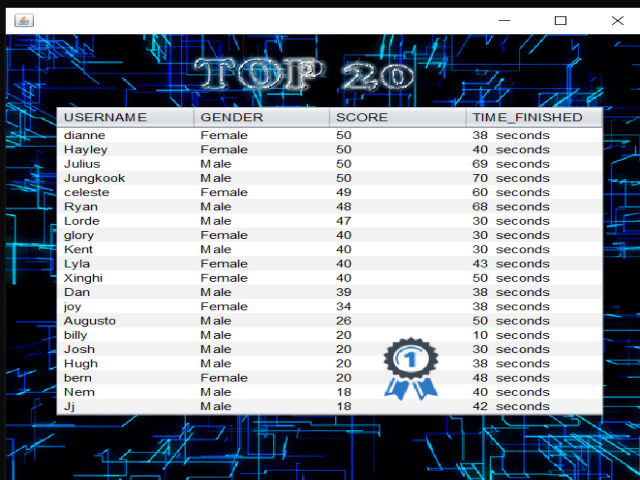 TOP 20
USERNAME GENDER SCORE TIME_FINISHED
dianne Female 50 38 seconds
Hayley Female 50 40 seconds
Julius Male 50 69 seconds
Jungkook Male 50 70 seconds
celeste Female 49 60 seconds
Ryan Male 48 68 seconds
Lorde Male 47 30 seconds
glory Female 40 30 seconds
Kent Male 40 30 seconds
Lyla Female 40 43 seconds
Xinghi Female 40 50 seconds
Dan Male 39 38 seconds
joy Female 34 38 seconds
Augusto Male 26 50 seconds
billy Male 20 10 seconds
Josh Male 20 30 seconds
Hugh Male 20 38 seconds
bern Female 20 48 seconds
Nem Male 18 40 seconds
Jj Male 18 42 seconds
1